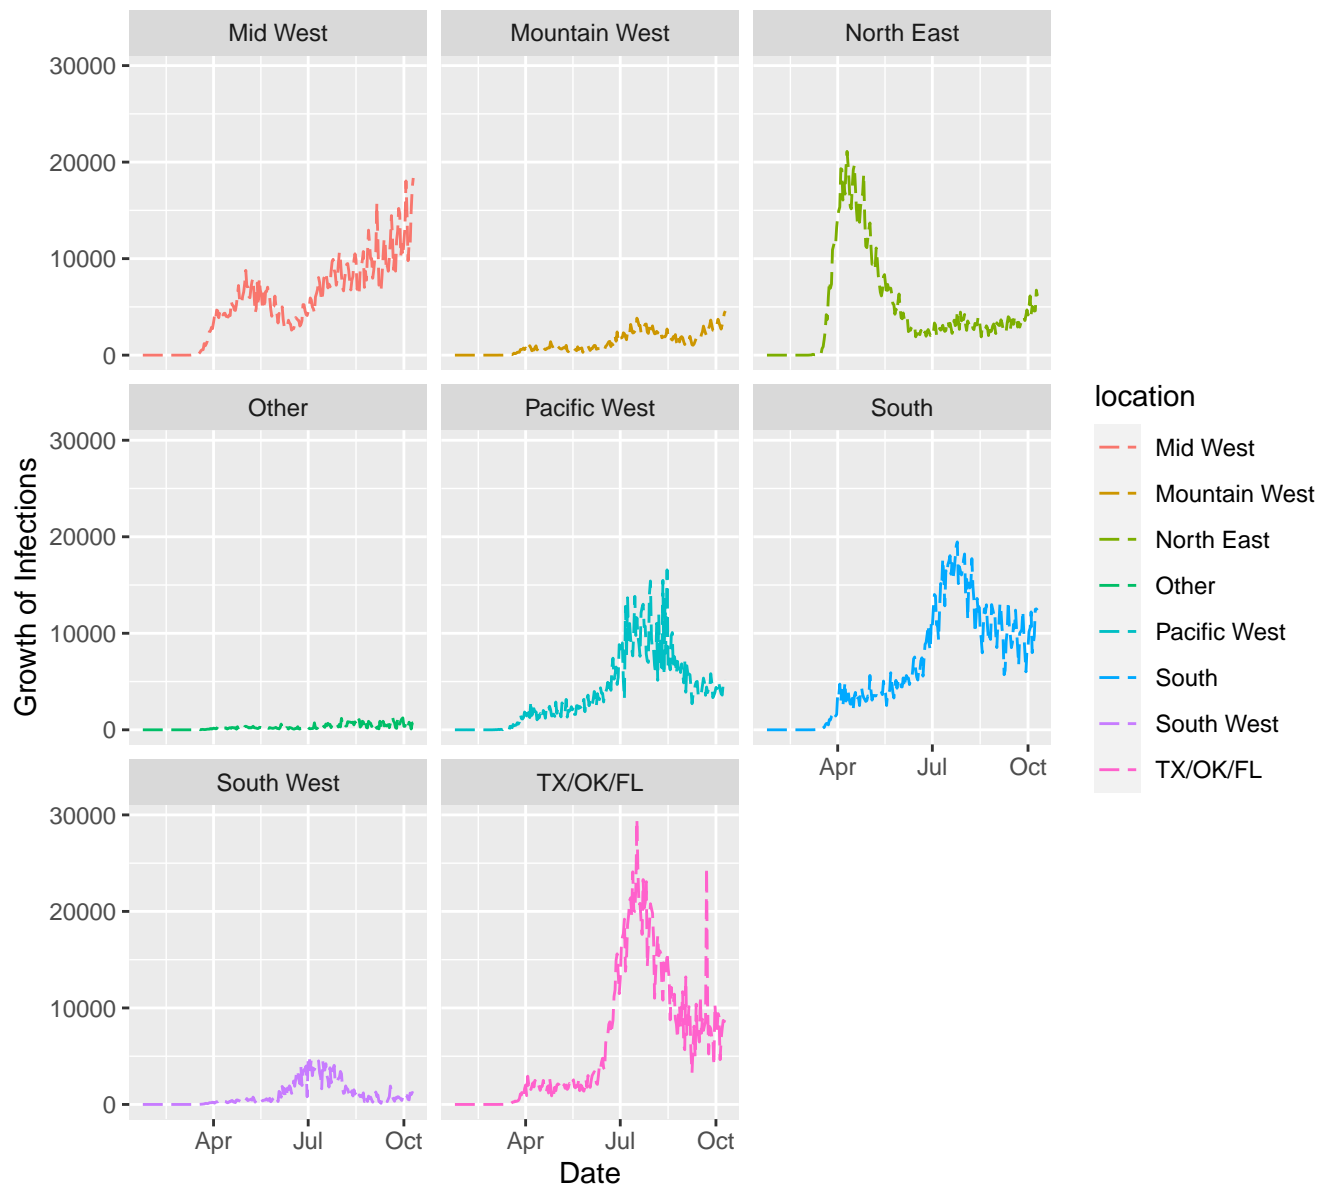 Mid West
Mountain West
North East
30000
20000
10000
0
Other
Pacific West
South
30000
20000
10000
0
Apr Jul Oct
South West
TX/OK/FL
30000
20000
10000
0
Apr Jul Oct
Apr Jul Oct
Date
Growth of Infections
location
Mid West
Mountain West
North East
Other
Pacific West
South
South West
TX/OK/FL